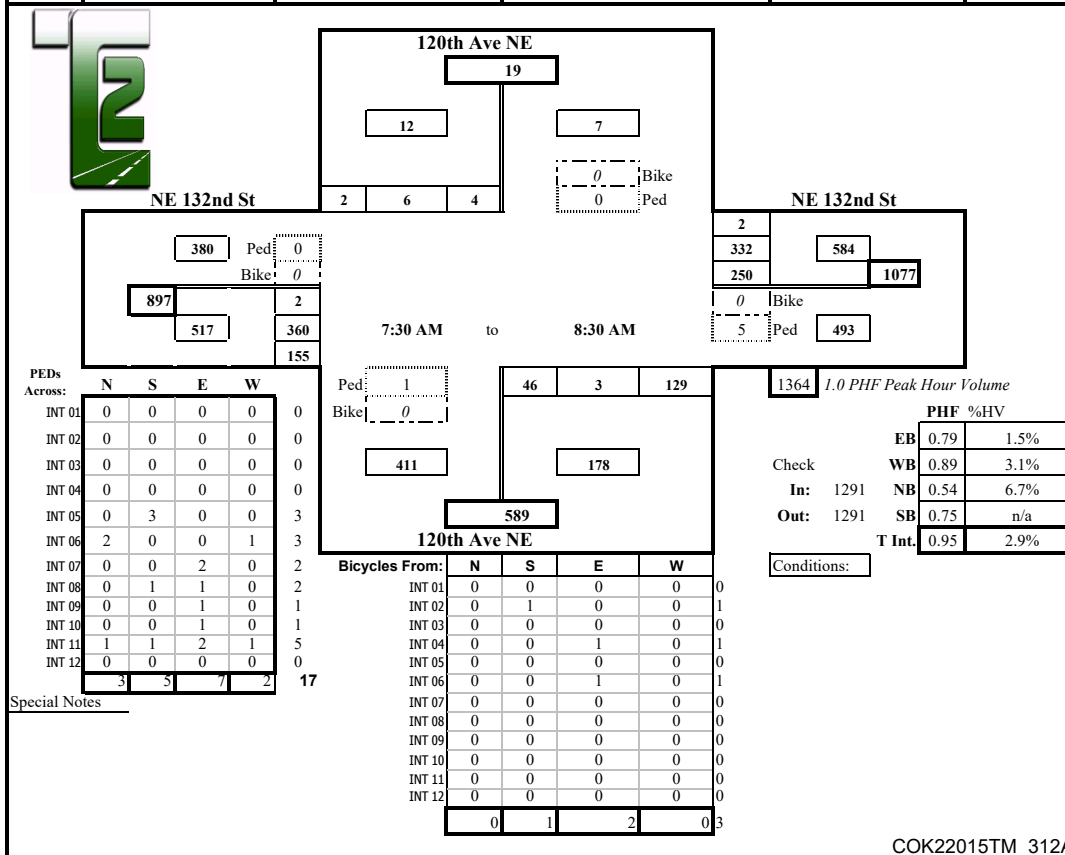 T2
120th Ave NE
19
12 7
0 Bike
0 Ped
NE 132nd St 2 6 4 NE 132nd St
2
380 Ped 0 332 584
Bike 0 250 1077
897 2 0 Bike
517 360 7:30 AM to 8:30 AM 5 Ped 493
155
PEDs
Across: N S E W
Ped 1 46 3 129 1364 1.0 PHF Peak Hour Volume
INT 01 0 0 0 0 0 Bike 0 PHF %HV
INT 02 0 0 0 0 0 EB 0.79 1.5%
INT 03 0 0 0 0 0 411 178 Check WB 0.89 3.1%
INT 04 0 0 0 0 0 In: 1291 NB 0.54 6.7%
INT 05 0 3 0 0 3 589 Out: 1291 SB 0.75 n/a
INT 06 2 0 0 1 3 120th Ave NE T Int. 0.95 2.9%
INT 07 0 0 2 0 2 Bicycles From: N S E W Conditions:
INT 08 0 1 1 0 2
INT 09 0 0 1 0 1
INT 10 0 0 1 0 1
INT 11 1 1 2 1 5
INT 12 0 0 0 0 0
3 5 7 2 17
Special Notes
INT 01 0 0 0 0 0
INT 02 0 1 0 0 1
INT 03 0 0 0 0 0
INT 04 0 0 1 0 1
INT 05 0 0 0 0 0
INT 06 0 0 1 0 1
INT 07 0 0 0 0 0
INT 08 0 0 0 0 0
INT 09 0 0 0 0 0
INT 10 0 0 0 0 0
INT 11 0 0 0 0 0
INT 12 0 0 0 0 0
0 1 2 0 3